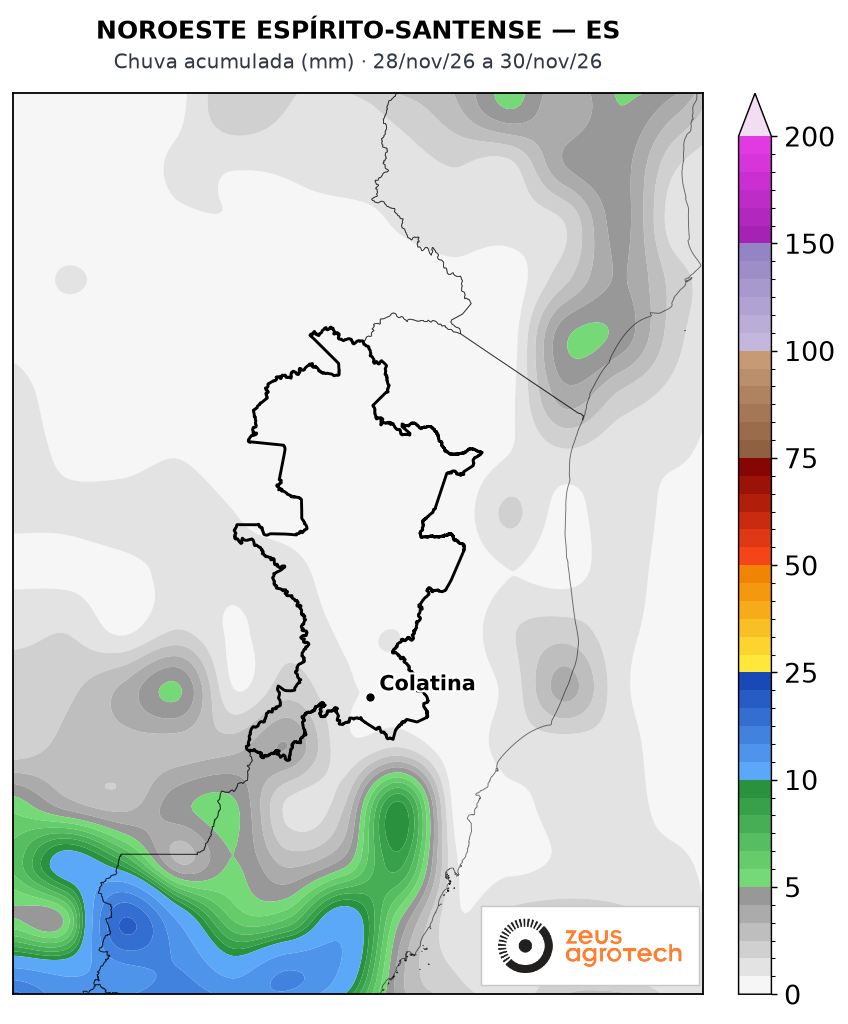 NOROESTE ESPÍRITO-SANTENSE — ES
Chuva acumulada (mm) · 28/nov/26 a 30/nov/26
200
150
100
75
50
25
10
5
0
Colatina
zeus
agrotech